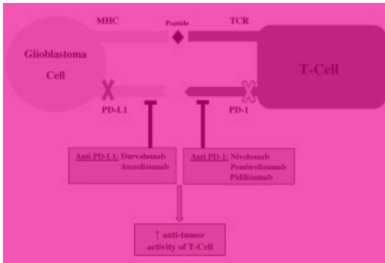 MHC
Peptide
TCR
Glioblastoma
Cell
T-Cell
PD-L1
PD-1
Anti PD-L1: Durvalumab
Atezolizumab
Anti PD-1: Nivolumab
Pembrolizumab
Pidilizumab
↑ anti-tumor
activity of T-Cell